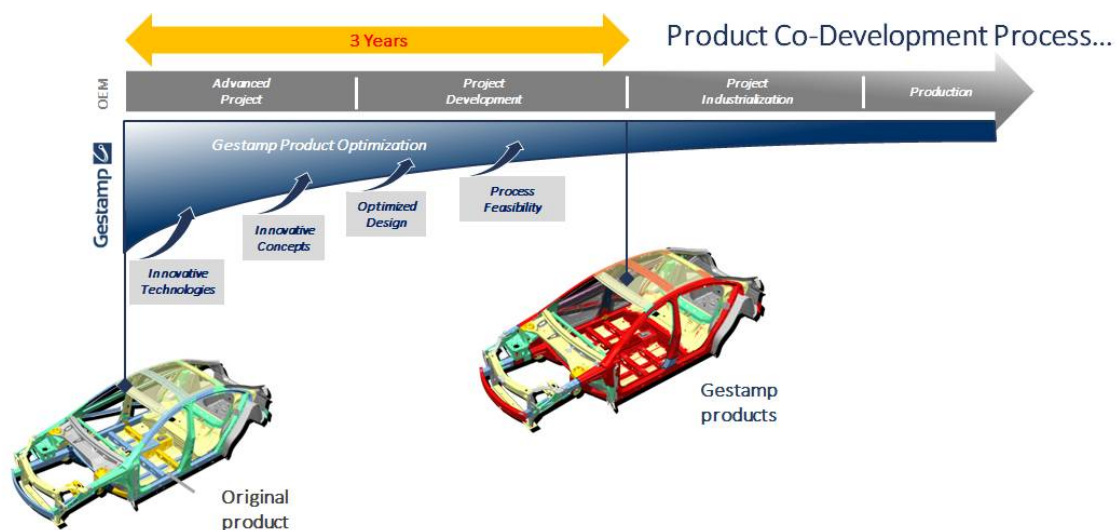 3 Years
Product Co-Development Process...
OEM
Advanced
Project
Project
Development
Project
Industrialization
Production
Gestamp
Gestamp Product Optimization
Innovative
Technologies
Innovative
Concepts
Optimized
Design
Process
Feasibility
Gestamp
products
Original
product